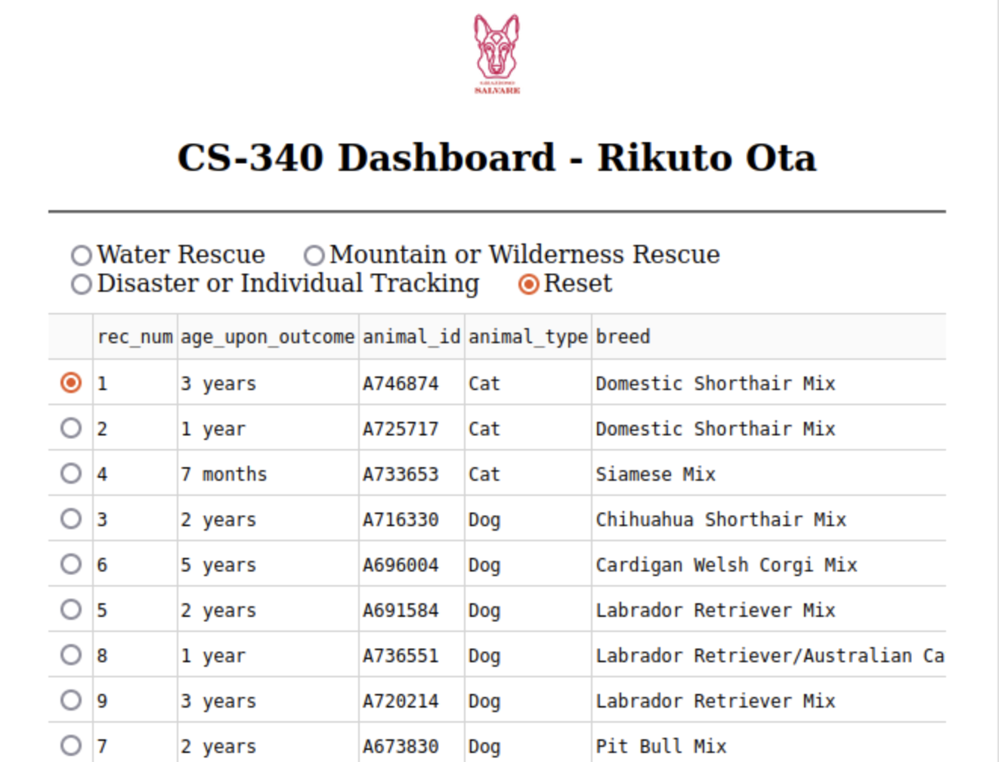 GRAZIOSO
SALVARE
CS-340 Dashboard - Rikuto Ota
Water Rescue Mountain or Wilderness Rescue
Disaster or Individual Tracking Reset
rec_num age_upon_outcome animal_id animal_type breed
1 3 years A746874 Cat Domestic Shorthair Mix
2 1 year A725717 Cat Domestic Shorthair Mix
4 7 months A733653 Cat Siamese Mix
3 2 years A716330 Dog Chihuahua Shorthair Mix
6 5 years A696004 Dog Cardigan Welsh Corgi Mix
5 2 years A691584 Dog Labrador Retriever Mix
8 1 year A736551 Dog Labrador Retriever/Australian Ca
9 3 years A720214 Dog Labrador Retriever Mix
7 2 years A673830 Dog Pit Bull Mix